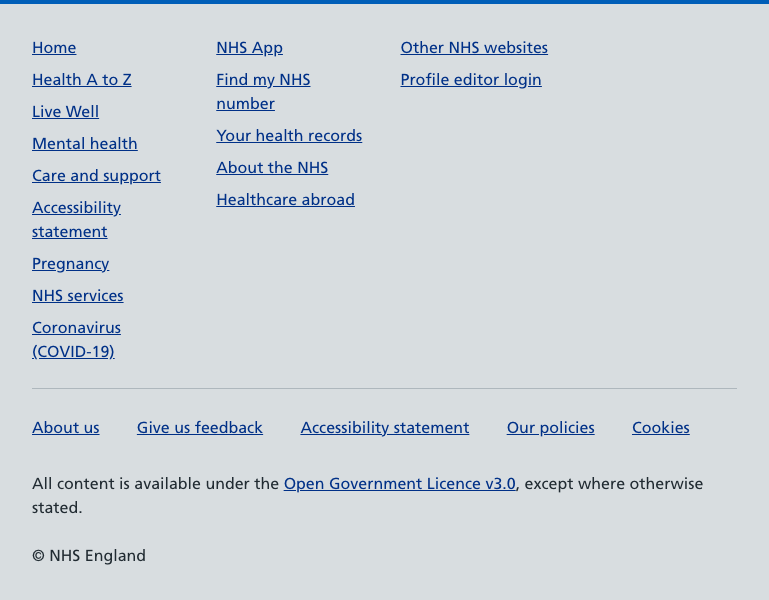 Home
Health A to Z
Live Well
Mental health
Care and support
Accessibility
statement
Pregnancy
NHS services
Coronavirus
(COVID-19)
NHS App
Find my NHS
number
Your health records
About the NHS
Healthcare abroad
Other NHS websites
Profile editor login
About us
Give us feedback
Accessibility statement
Our policies
Cookies
All content is available under the Open Government Licence v3.0, except where otherwise
stated.
© NHS England